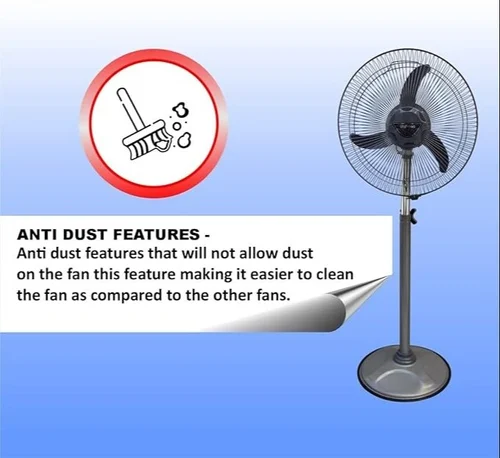 ANTI DUST FEATURES -
Anti dust features that will not allow dust
on the fan this feature making it easier to clean
the fan as compared to the other fans.